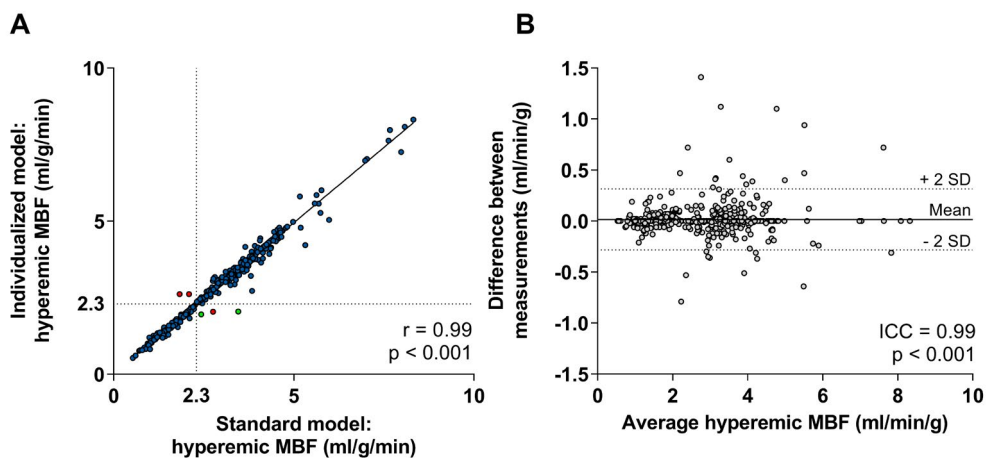 A
Individualized model:
hyperemic MBF (ml/g/min)
10
5
2.3
0
0
2.3
5
10
r = 0.99
p < 0.001
Standard model:
hyperemic MBF (ml/g/min)
B
Difference between
measurements (ml/min/g)
1.5
1.0
0.5
0.0
-0.5
-1.0
-1.5
+ 2 SD
Mean
- 2 SD
ICC = 0.99
p < 0.001
0
2
4
6
8
10
Average hyperemic MBF (ml/min/g)